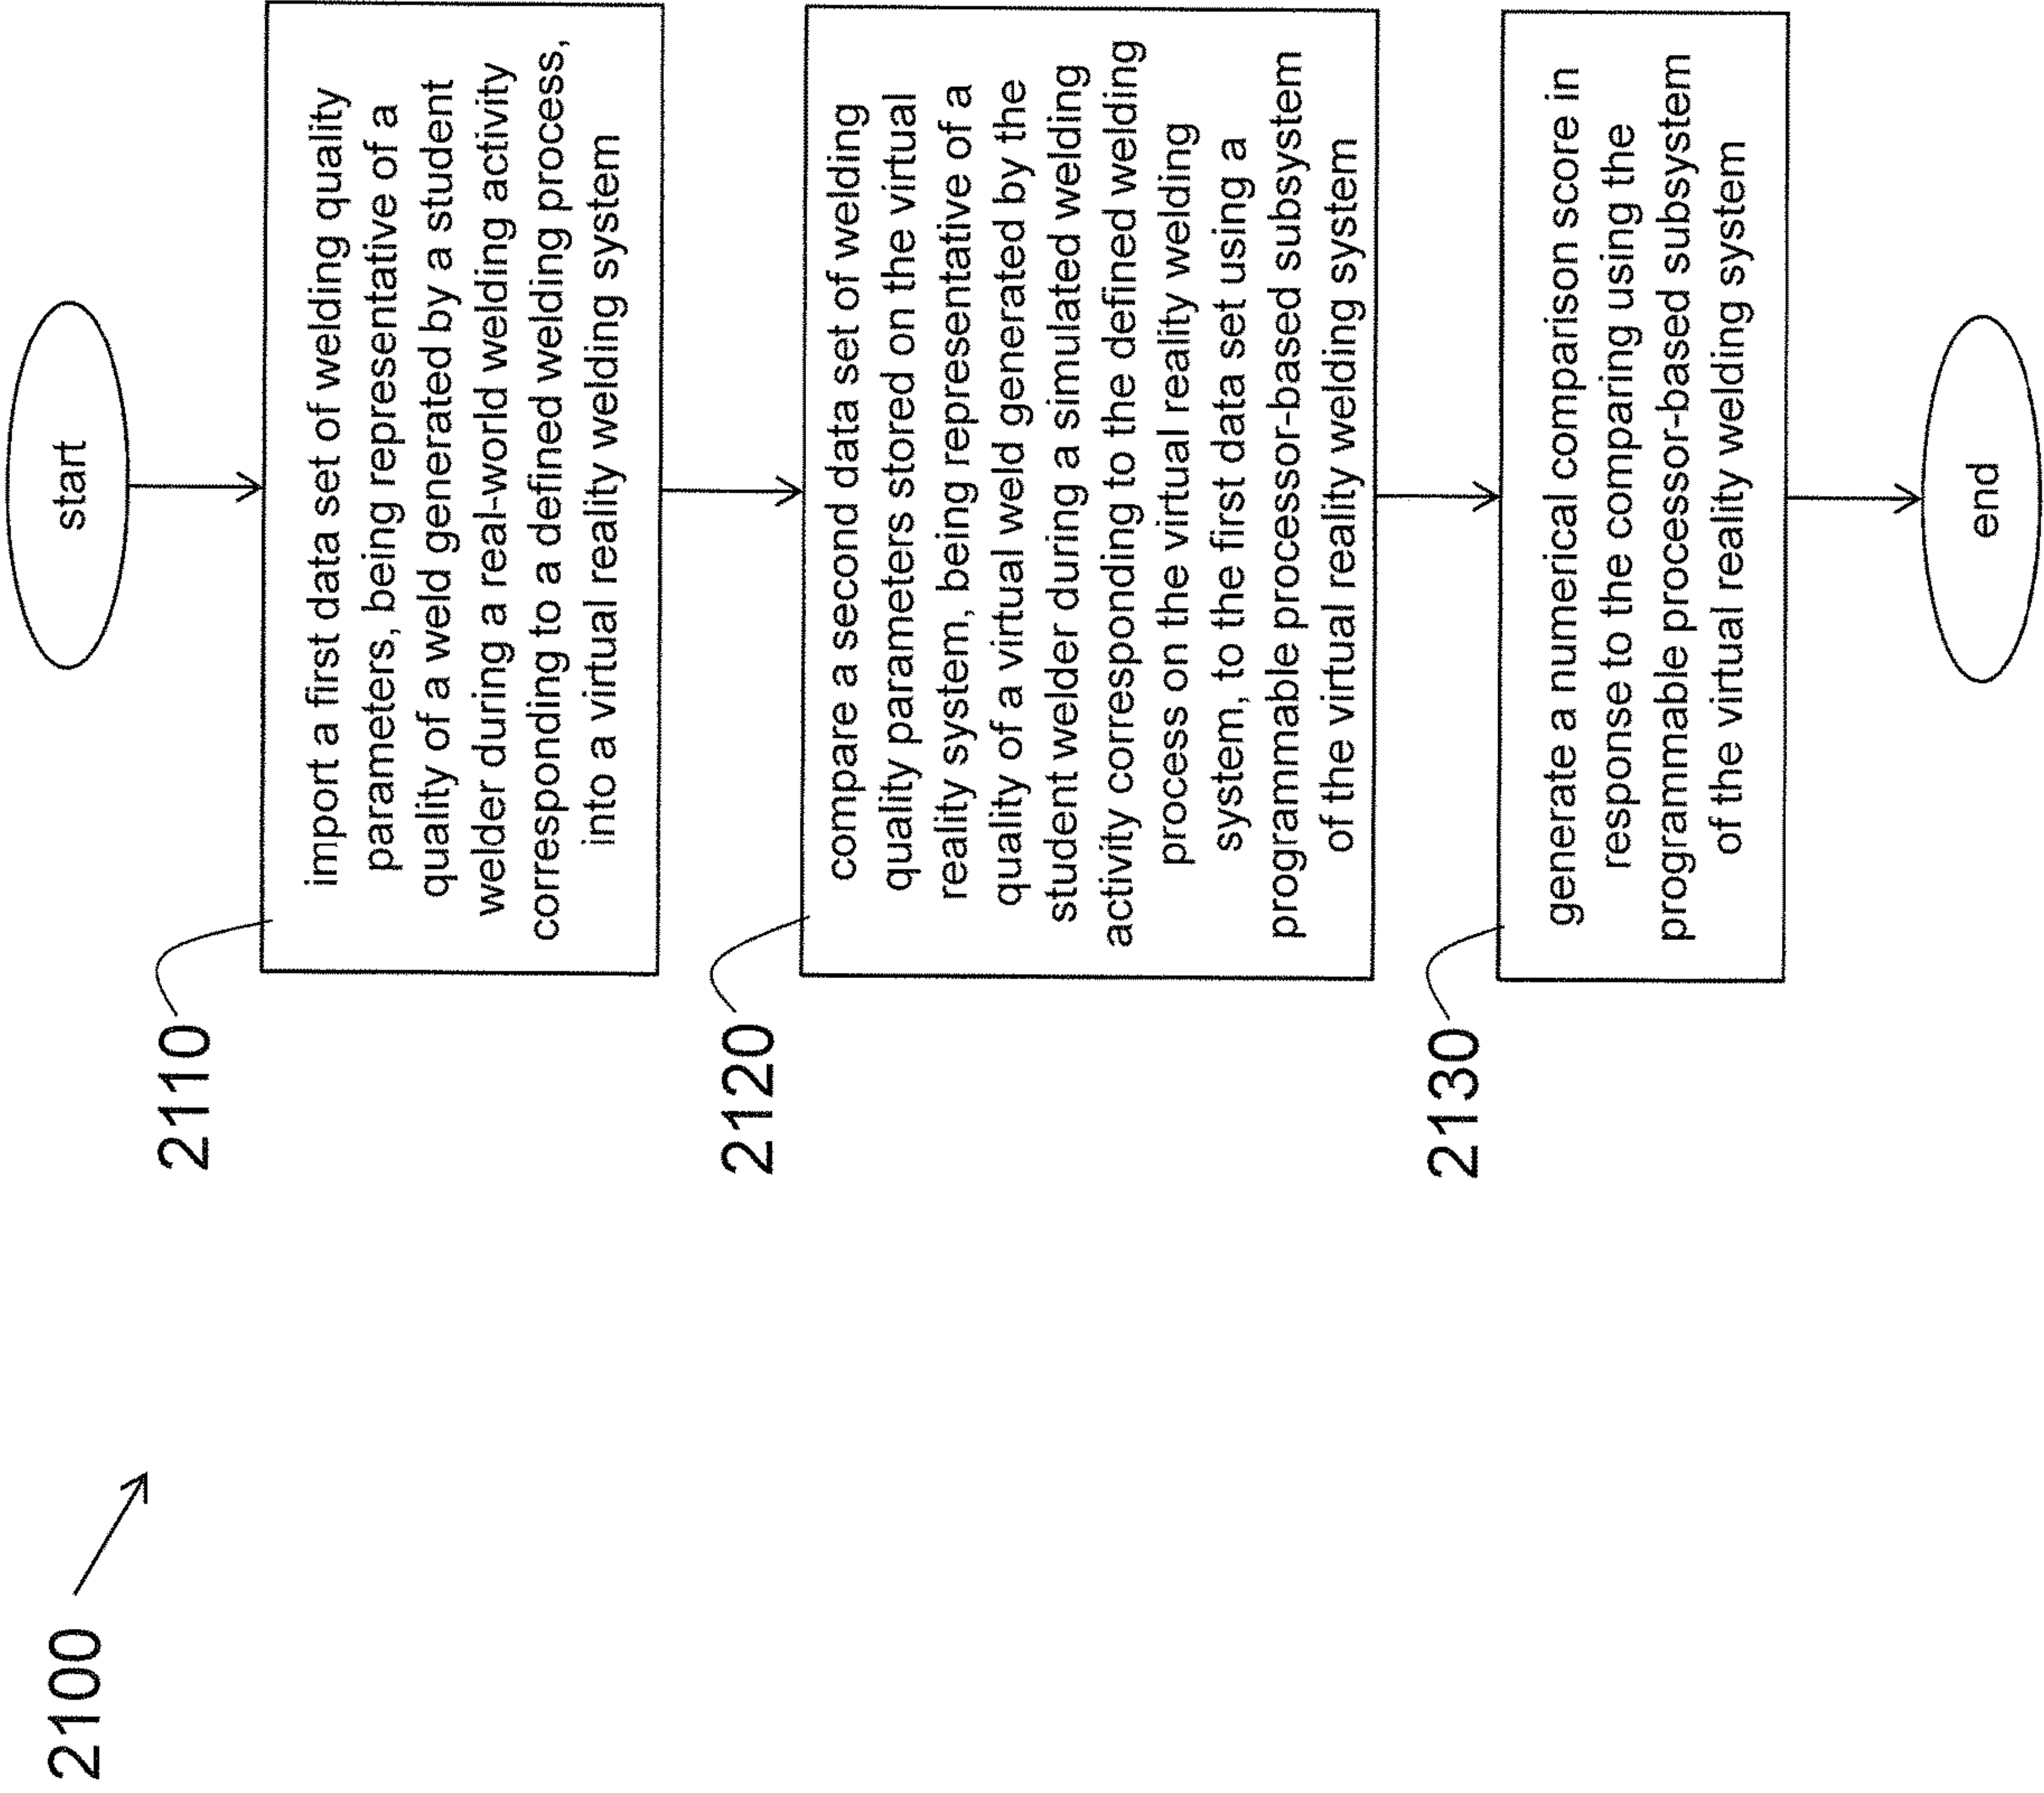 2100
start
2110
import a first data set of welding quality
parameters, being representative of a
quality of a weld generated by a student
welder during a real-world welding activity
corresponding to a defined welding process,
into a virtual reality welding system
2120
compare a second data set of welding
quality parameters stored on the virtual
reality system, being representative of a
quality of a virtual weld generated by the
student welder during a simulated welding
activity corresponding to the defined welding
process on the virtual reality welding
system, to the first data set using a
programmable processor-based subsystem
of the virtual reality welding system
2130
generate a numerical comparison score in
response to the comparing using the
programmable processor-based subsystem
of the virtual reality welding system
end